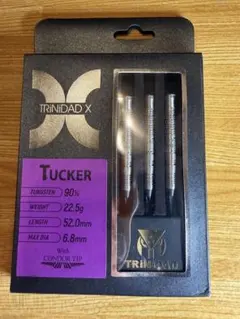 TRiNiDAD X
TUCKER
TUNGSTEN 90%
WEIGHT 22.5g
LENGTH 52.0mm
MAX DIA 6.8mm
With
CONDOR TIP
TRiNiDAD